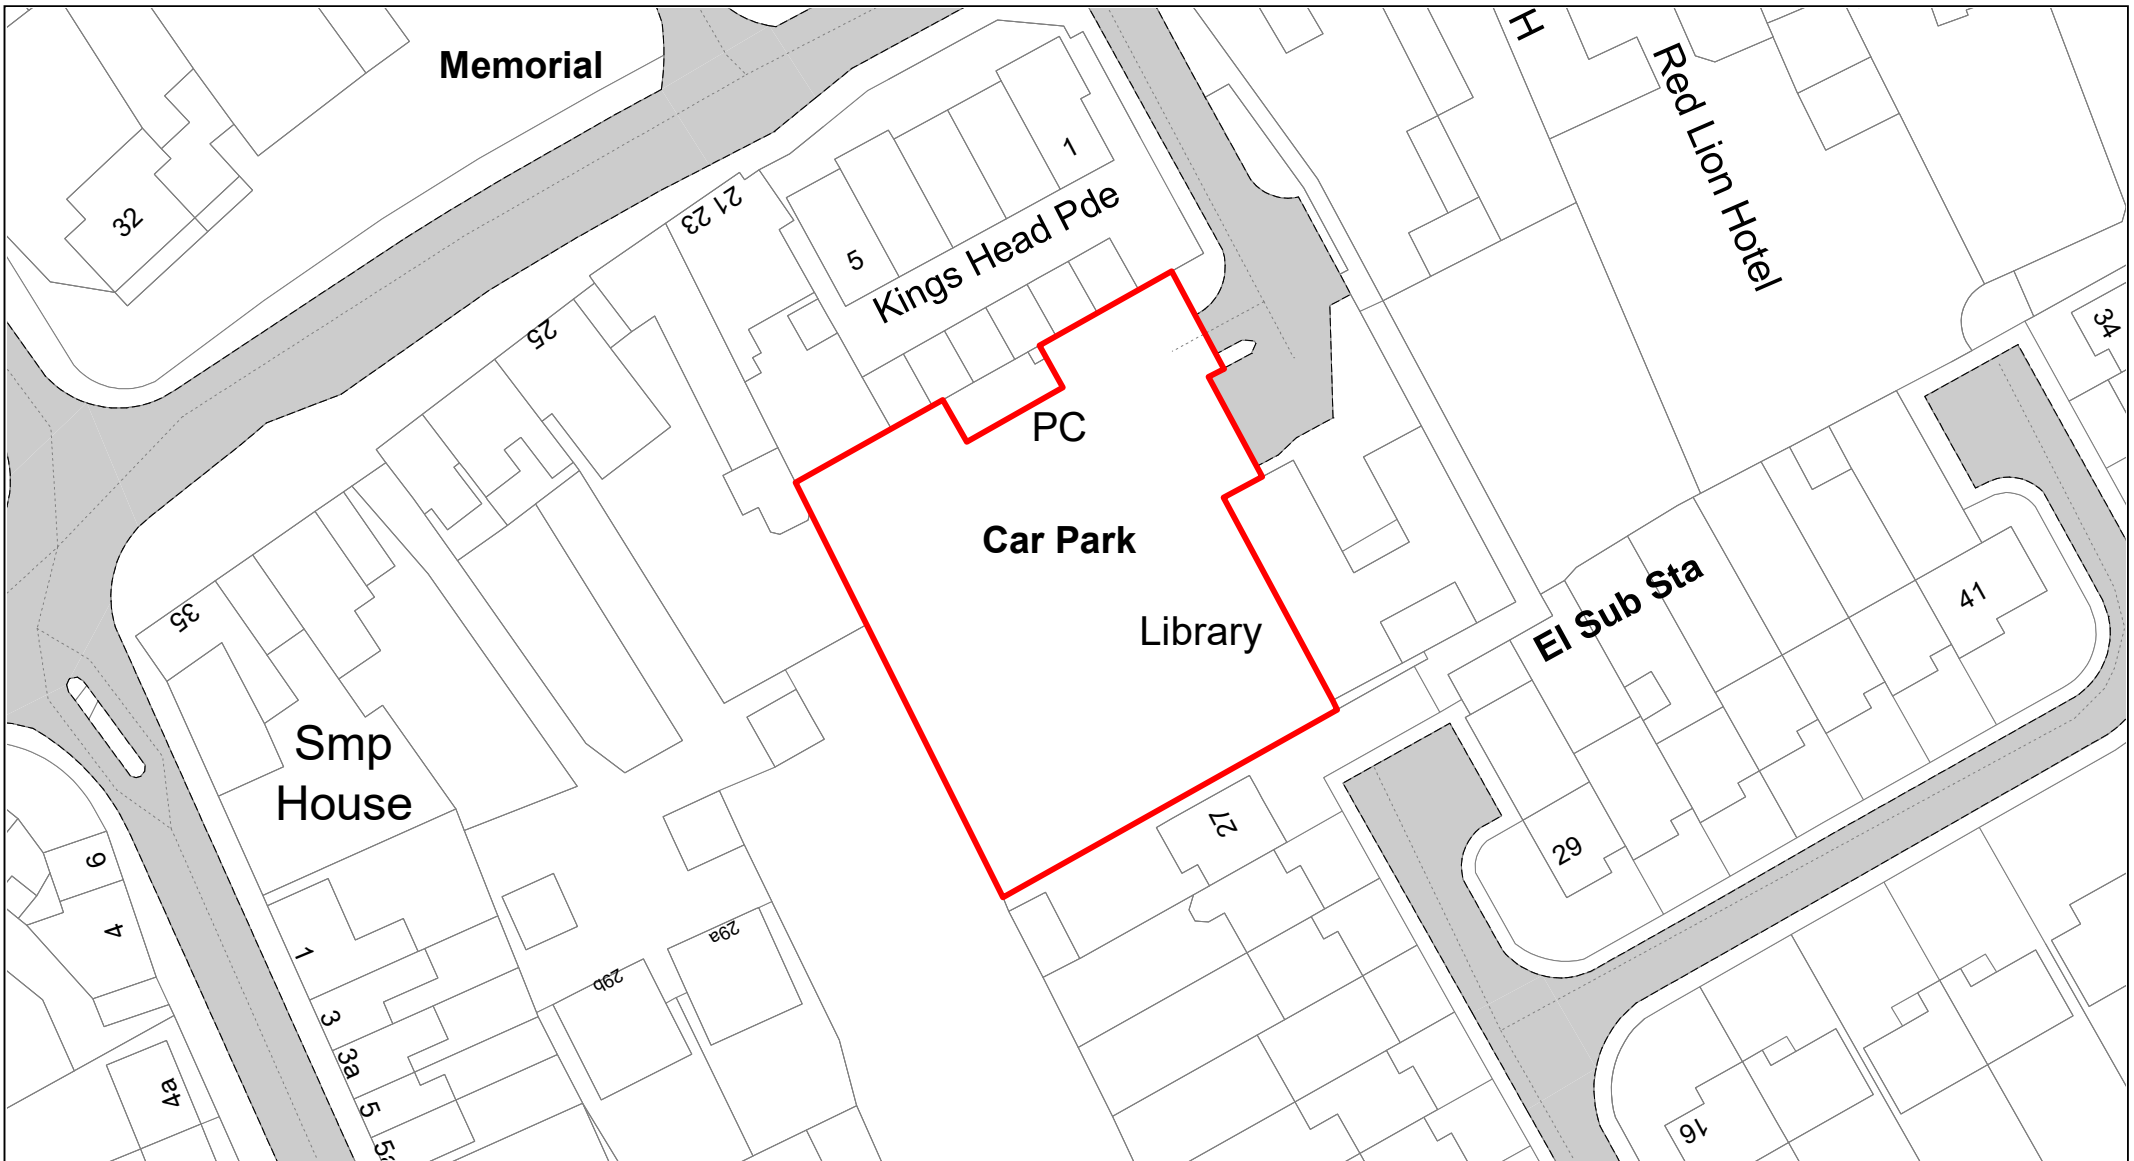 Memorial
H
Red Lion Hotel
32
1
21 23
Kings Head Pde
5
25
34
PC
Car Park
El Sub Sta
41
35
Library
Smp
House
27
29
6
4
1
29a
29b
3
3a
4a
5
16